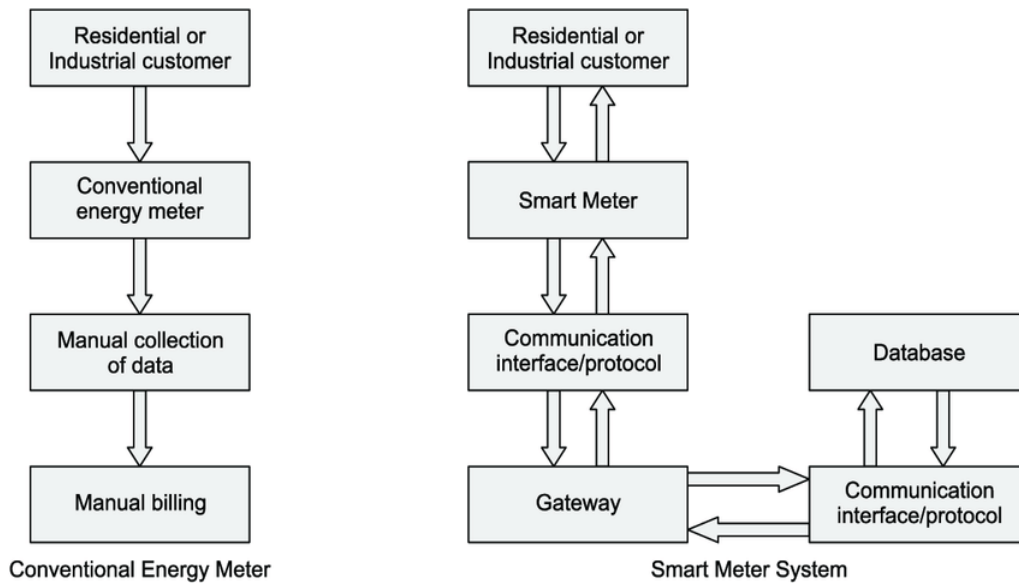 Residential or
Industrial customer
Conventional
energy meter
Manual collection
of data
Manual billing
Conventional Energy Meter
Residential or
Industrial customer
Smart Meter
Communication
interface/protocol
Gateway
Database
Communication
interface/protocol
Smart Meter System